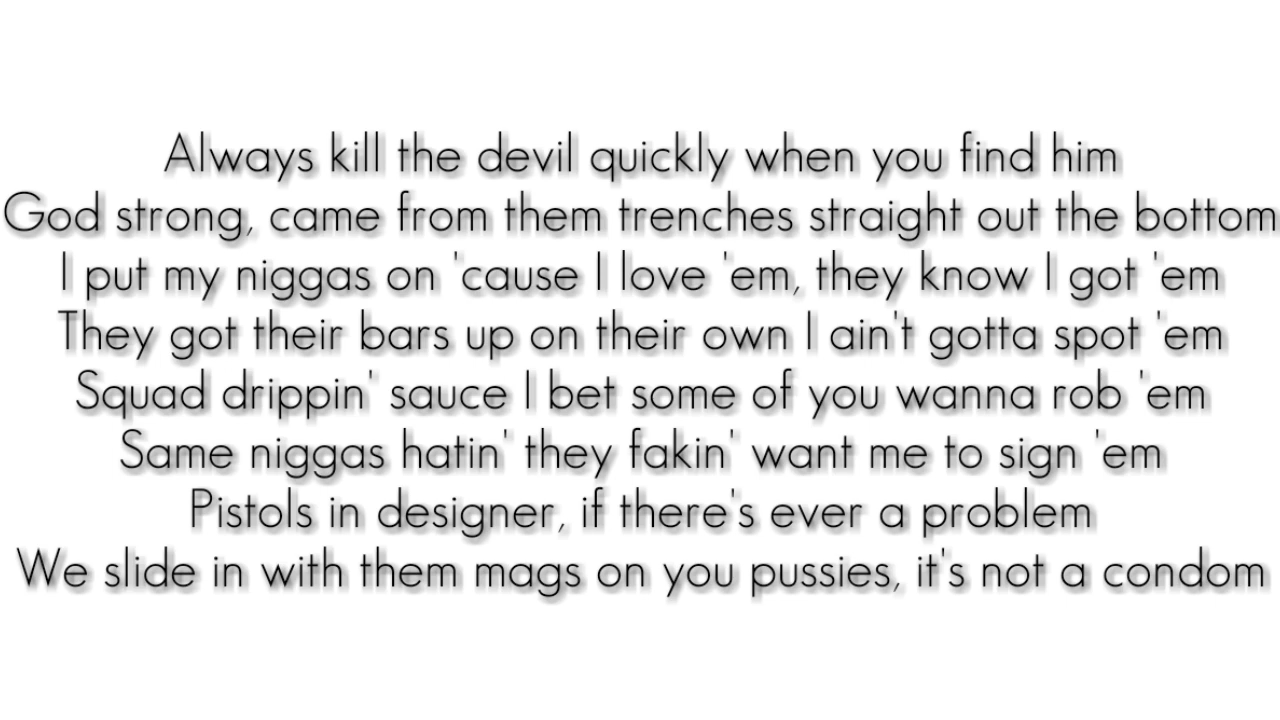 Always kill the devil quickly when you find him
God strong, came from them trenches straight out the bottom
I put my niggas on 'cause I love 'em, they know I got 'em
They got their bars up on their own I ain't gotta spot 'em
Squad drippin' sauce I bet some of you wanna rob 'em
Same niggas hatin' they fakin' want me to sign 'em
Pistols in designer, if there's ever a problem
We slide in with them mags on you pussies, it's not a condom